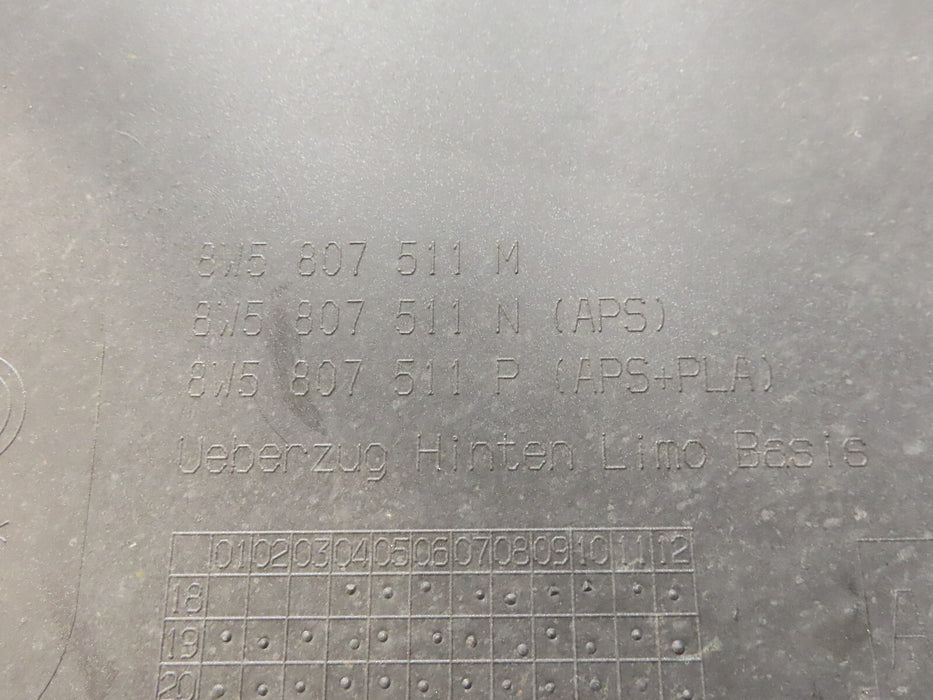 8W5 807 511 M
8W5 807 511 N (APS)
8W5 807 511 P (APS+PLA)
Ueberzug Hinten Limo Basis
01 02 03 04 05 06 07 08 09 10 11 12
18
19
20